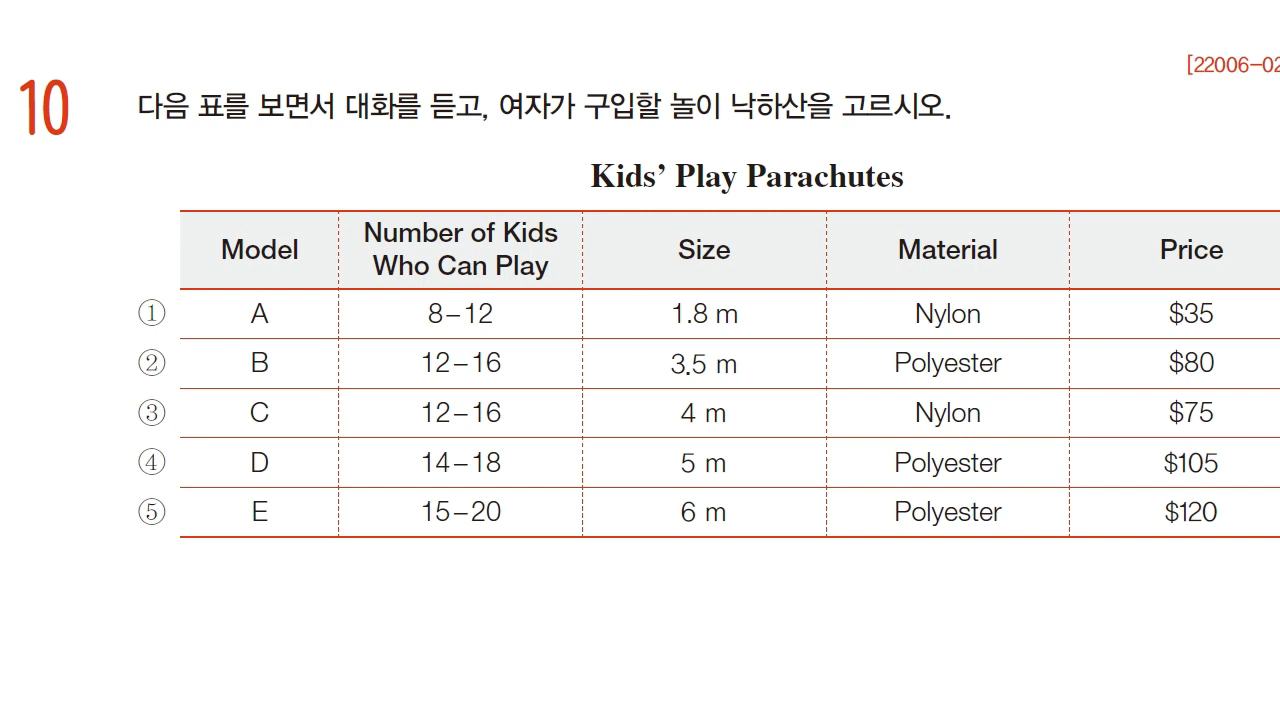 [22006-02
10 다음 표를 보면서 대화를 듣고, 여자가 구입할 놀이 낙하산을 고르시오.
Kids’ Play Parachutes
Model Number of Kids Who Can Play Size Material Price
① A 8–12 1.8 m Nylon $35
② B 12–16 3.5 m Polyester $80
③ C 12–16 4 m Nylon $75
④ D 14–18 5 m Polyester $105
⑤ E 15–20 6 m Polyester $120